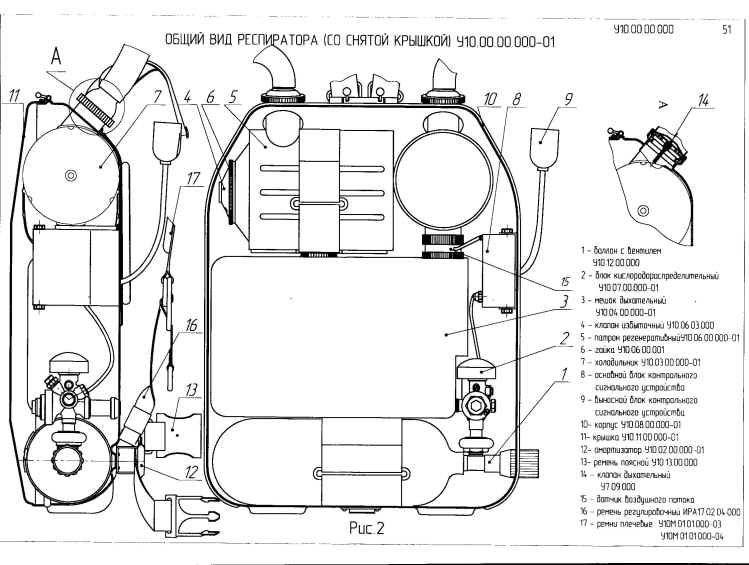 У10.00.00.000 51
ОБЩИЙ ВИД РЕСПИРАТОРА (СО СНЯТОЙ КРЫШКОЙ) У10.00.00.000-01
А
11 7 4 6 5 10 8 9
А 14
17
15
3
16
2
13
1
12
1 - баллон с вентилем
У10.12.00.000
2 - блок кислородораспределительный
У10.07.00.000-01
3 - мешок дыхательный
У10.04.00.000-01
4 - клапан избыточный У10.06.03.000
5 - патрон регенеративный У10.06.00.000-01
6 - гайка У10.06.00.001
7 - холодильник У10.03.00.000-01
8 - основной блок контрольного
сигнального устройства
9 - выносной блок контрольного
сигнального устройства
10- корпус У10.08.00.000-01
11- крышка У10.11.00.000-01
12- амортизатор У10.02.00.000-01
13- ремень поясной У10.13.00.000
14 - клапан дыхательный
У7.09.000
15 - датчик воздушного потока
16 - ремень регулировочный ИРА17.02.04.000
17 - ремни плечевые У10М.01.01.000-03
У10М.01.01.000-04
Рис.2